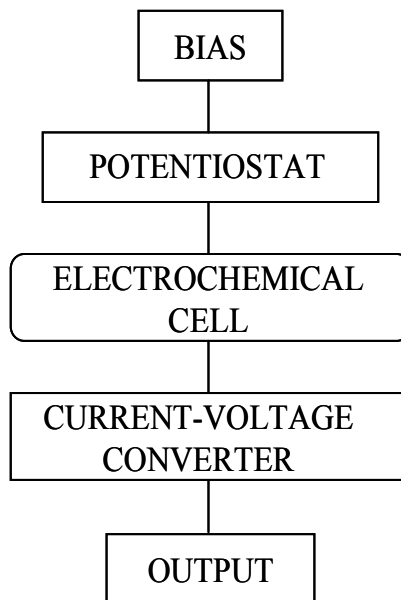 BIAS
POTENTIOSTAT
ELECTROCHEMICAL
CELL
CURRENT-VOLTAGE
CONVERTER
OUTPUT